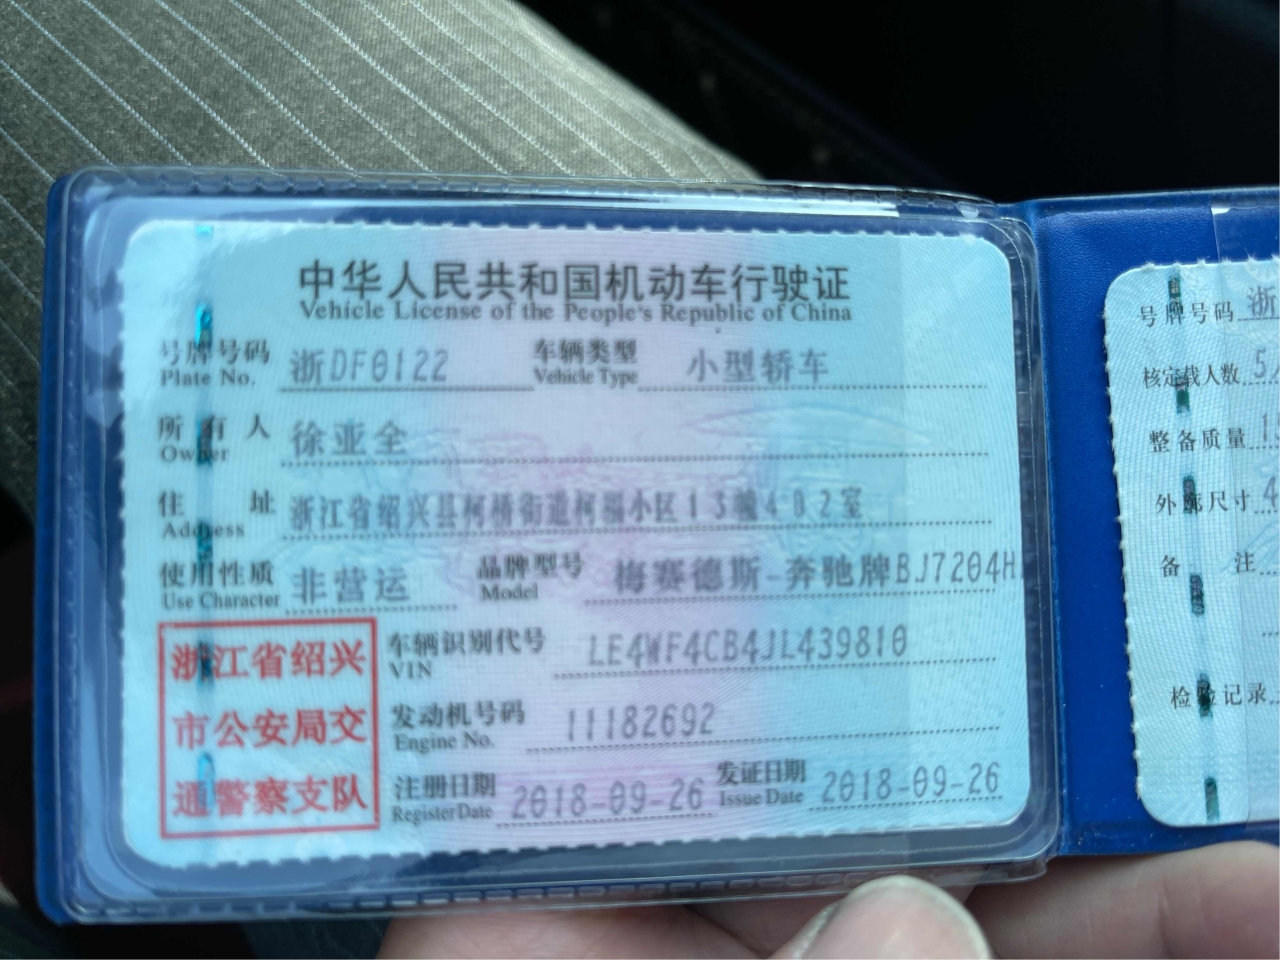 中华人民共和国机动车行驶证
Vehicle License of the People's Republic of China
号牌号码 浙DF0122 车辆类型 小型轿车
Plate No. Vehicle Type
所有人 徐亚全
Owner
住址 浙江省绍兴县柯桥街道柯福小区13幢402室
Address
使用性质 非营运 品牌型号 梅赛德斯-奔驰牌BJ7204H
Use Character Model
浙江省绍兴
市公安局交
通警察支队
车辆识别代号 LE4WF4CB4JL439810
VIN
发动机号码 11182692
Engine No.
注册日期 2018-09-26 发证日期 2018-09-26
Register Date Issue Date
号牌号码 浙
核定载人数 5
整备质量 1
外廓尺寸 4
备注
检验记录